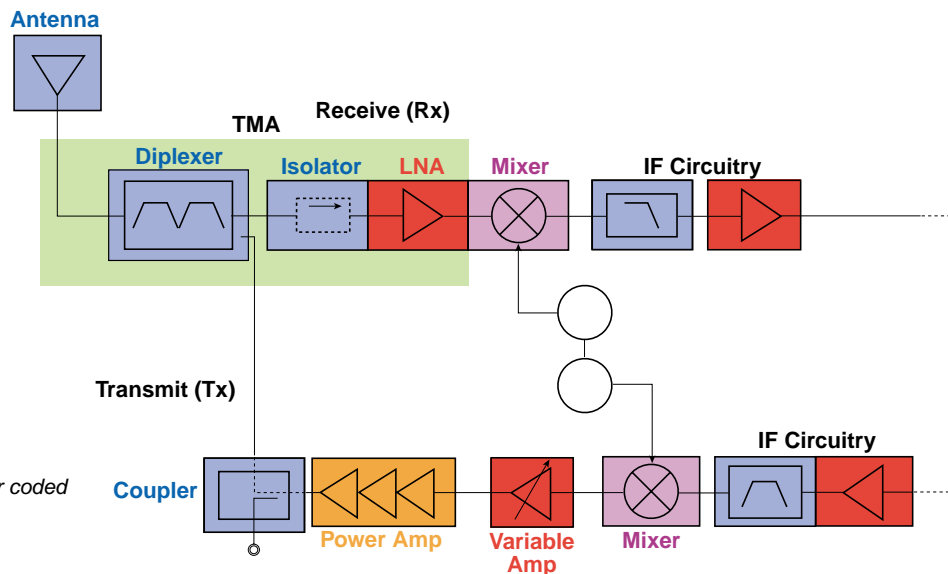 Antenna
Receive (Rx)
TMA
Diplexer
Isolator
LNA
Mixer
IF Circuitry
Transmit (Tx)
IF Circuitry
r coded
Coupler
Power Amp
Variable
Amp
Mixer